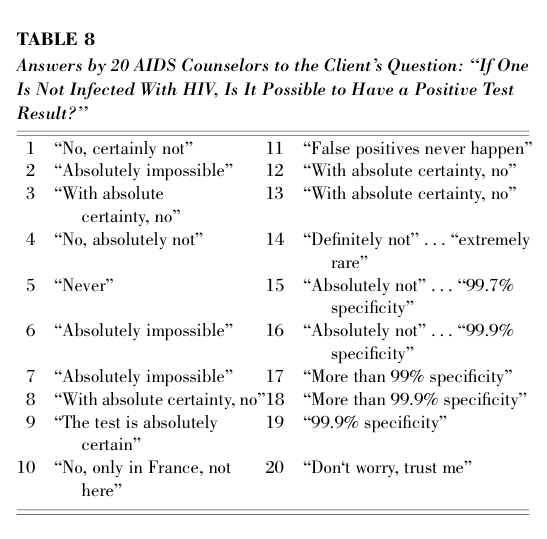 TABLE 8
Answers by 20 AIDS Counselors to the Client's Question: “If One
Is Not Infected With HIV, Is It Possible to Have a Positive Test
Result?”
1 “No, certainly not” 11 “False positives never happen”
2 “Absolutely impossible” 12 “With absolute certainty, no”
3 “With absolute 13 “With absolute certainty, no”
certainty, no”
4 “No, absolutely not” 14 “Definitely not” . . . “extremely
rare”
5 “Never” 15 “Absolutely not” . . . “99.7%
specificity”
6 “Absolutely impossible” 16 “Absolutely not” . . . “99.9%
specificity”
7 “Absolutely impossible” 17 “More than 99% specificity”
8 “With absolute certainty, no” 18 “More than 99.9% specificity”
9 “The test is absolutely 19 “99.9% specificity”
certain”
10 “No, only in France, not 20 “Don‘t worry, trust me”
here”